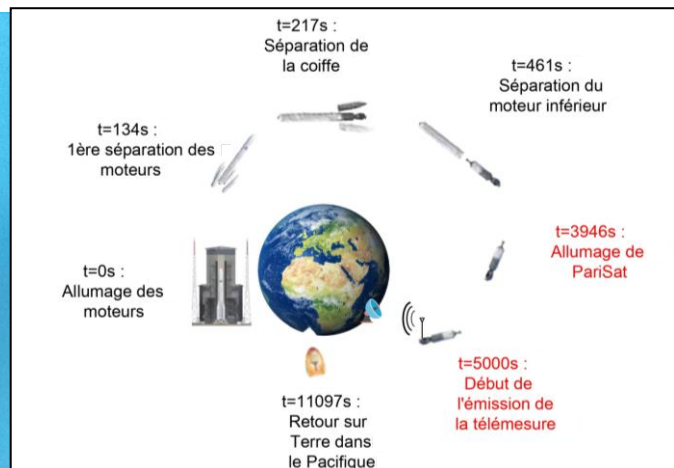 t=217s :
Séparation de
la coiffe
t=461s :
Séparation du
moteur inférieur
t=134s :
1ère séparation des
moteurs
t=3946s :
Allumage de
PariSat
t=0s :
Allumage des
moteurs
t=5000s :
Début de
l'émission de
la télémesure
t=11097s :
Retour sur
Terre dans
le Pacifique